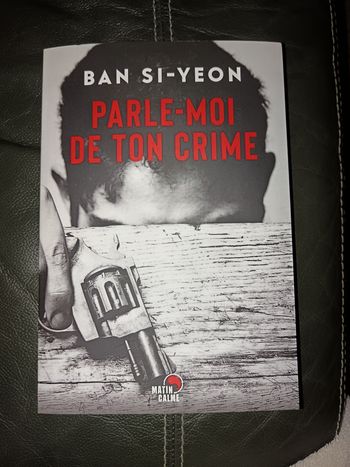 BAN SI-YEON
PARLE-MOI
DE TON CRIME
MATIN
CALME